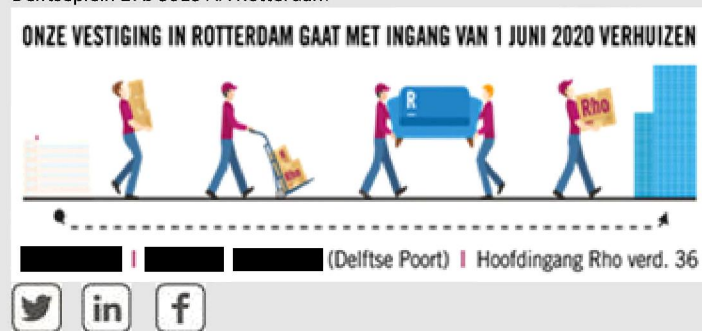 ONZE VESTIGING IN ROTTERDAM GAAT MET INGANG VAN 1 JUNI 2020 VERHUIZEN
R
Rho
Rho
(Delftse Poort) | Hoofdingang Rho verd. 36
in f